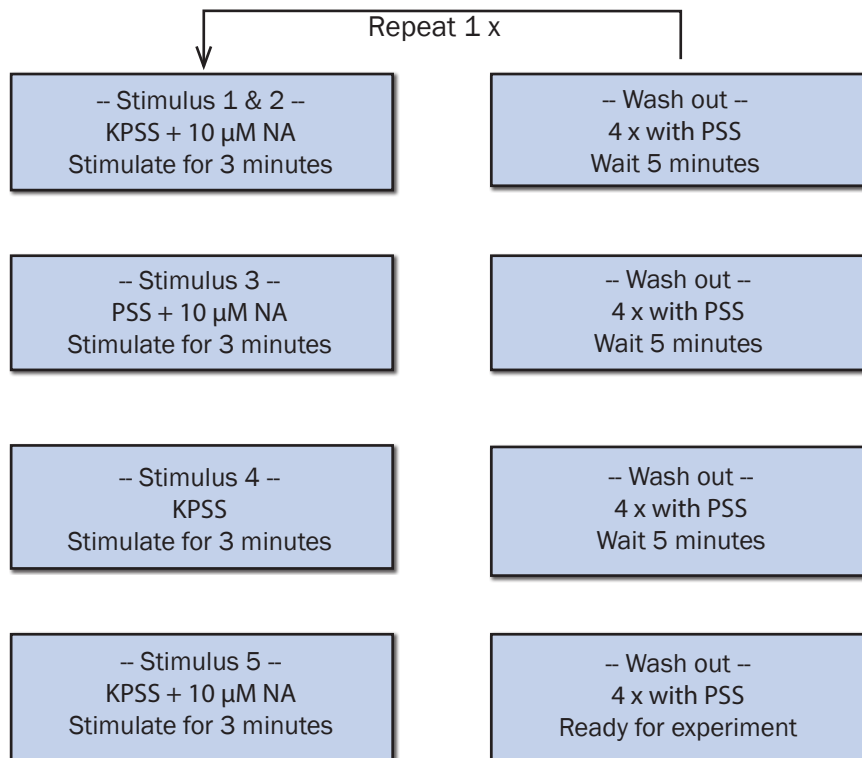 Repeat 1 x
-- Stimulus 1 & 2 --
KPSS + 10 µM NA
Stimulate for 3 minutes
-- Wash out --
4 x with PSS
Wait 5 minutes
-- Stimulus 3 --
PSS + 10 µM NA
Stimulate for 3 minutes
-- Wash out --
4 x with PSS
Wait 5 minutes
-- Stimulus 4 --
KPSS
Stimulate for 3 minutes
-- Wash out --
4 x with PSS
Wait 5 minutes
-- Stimulus 5 --
KPSS + 10 µM NA
Stimulate for 3 minutes
-- Wash out --
4 x with PSS
Ready for experiment